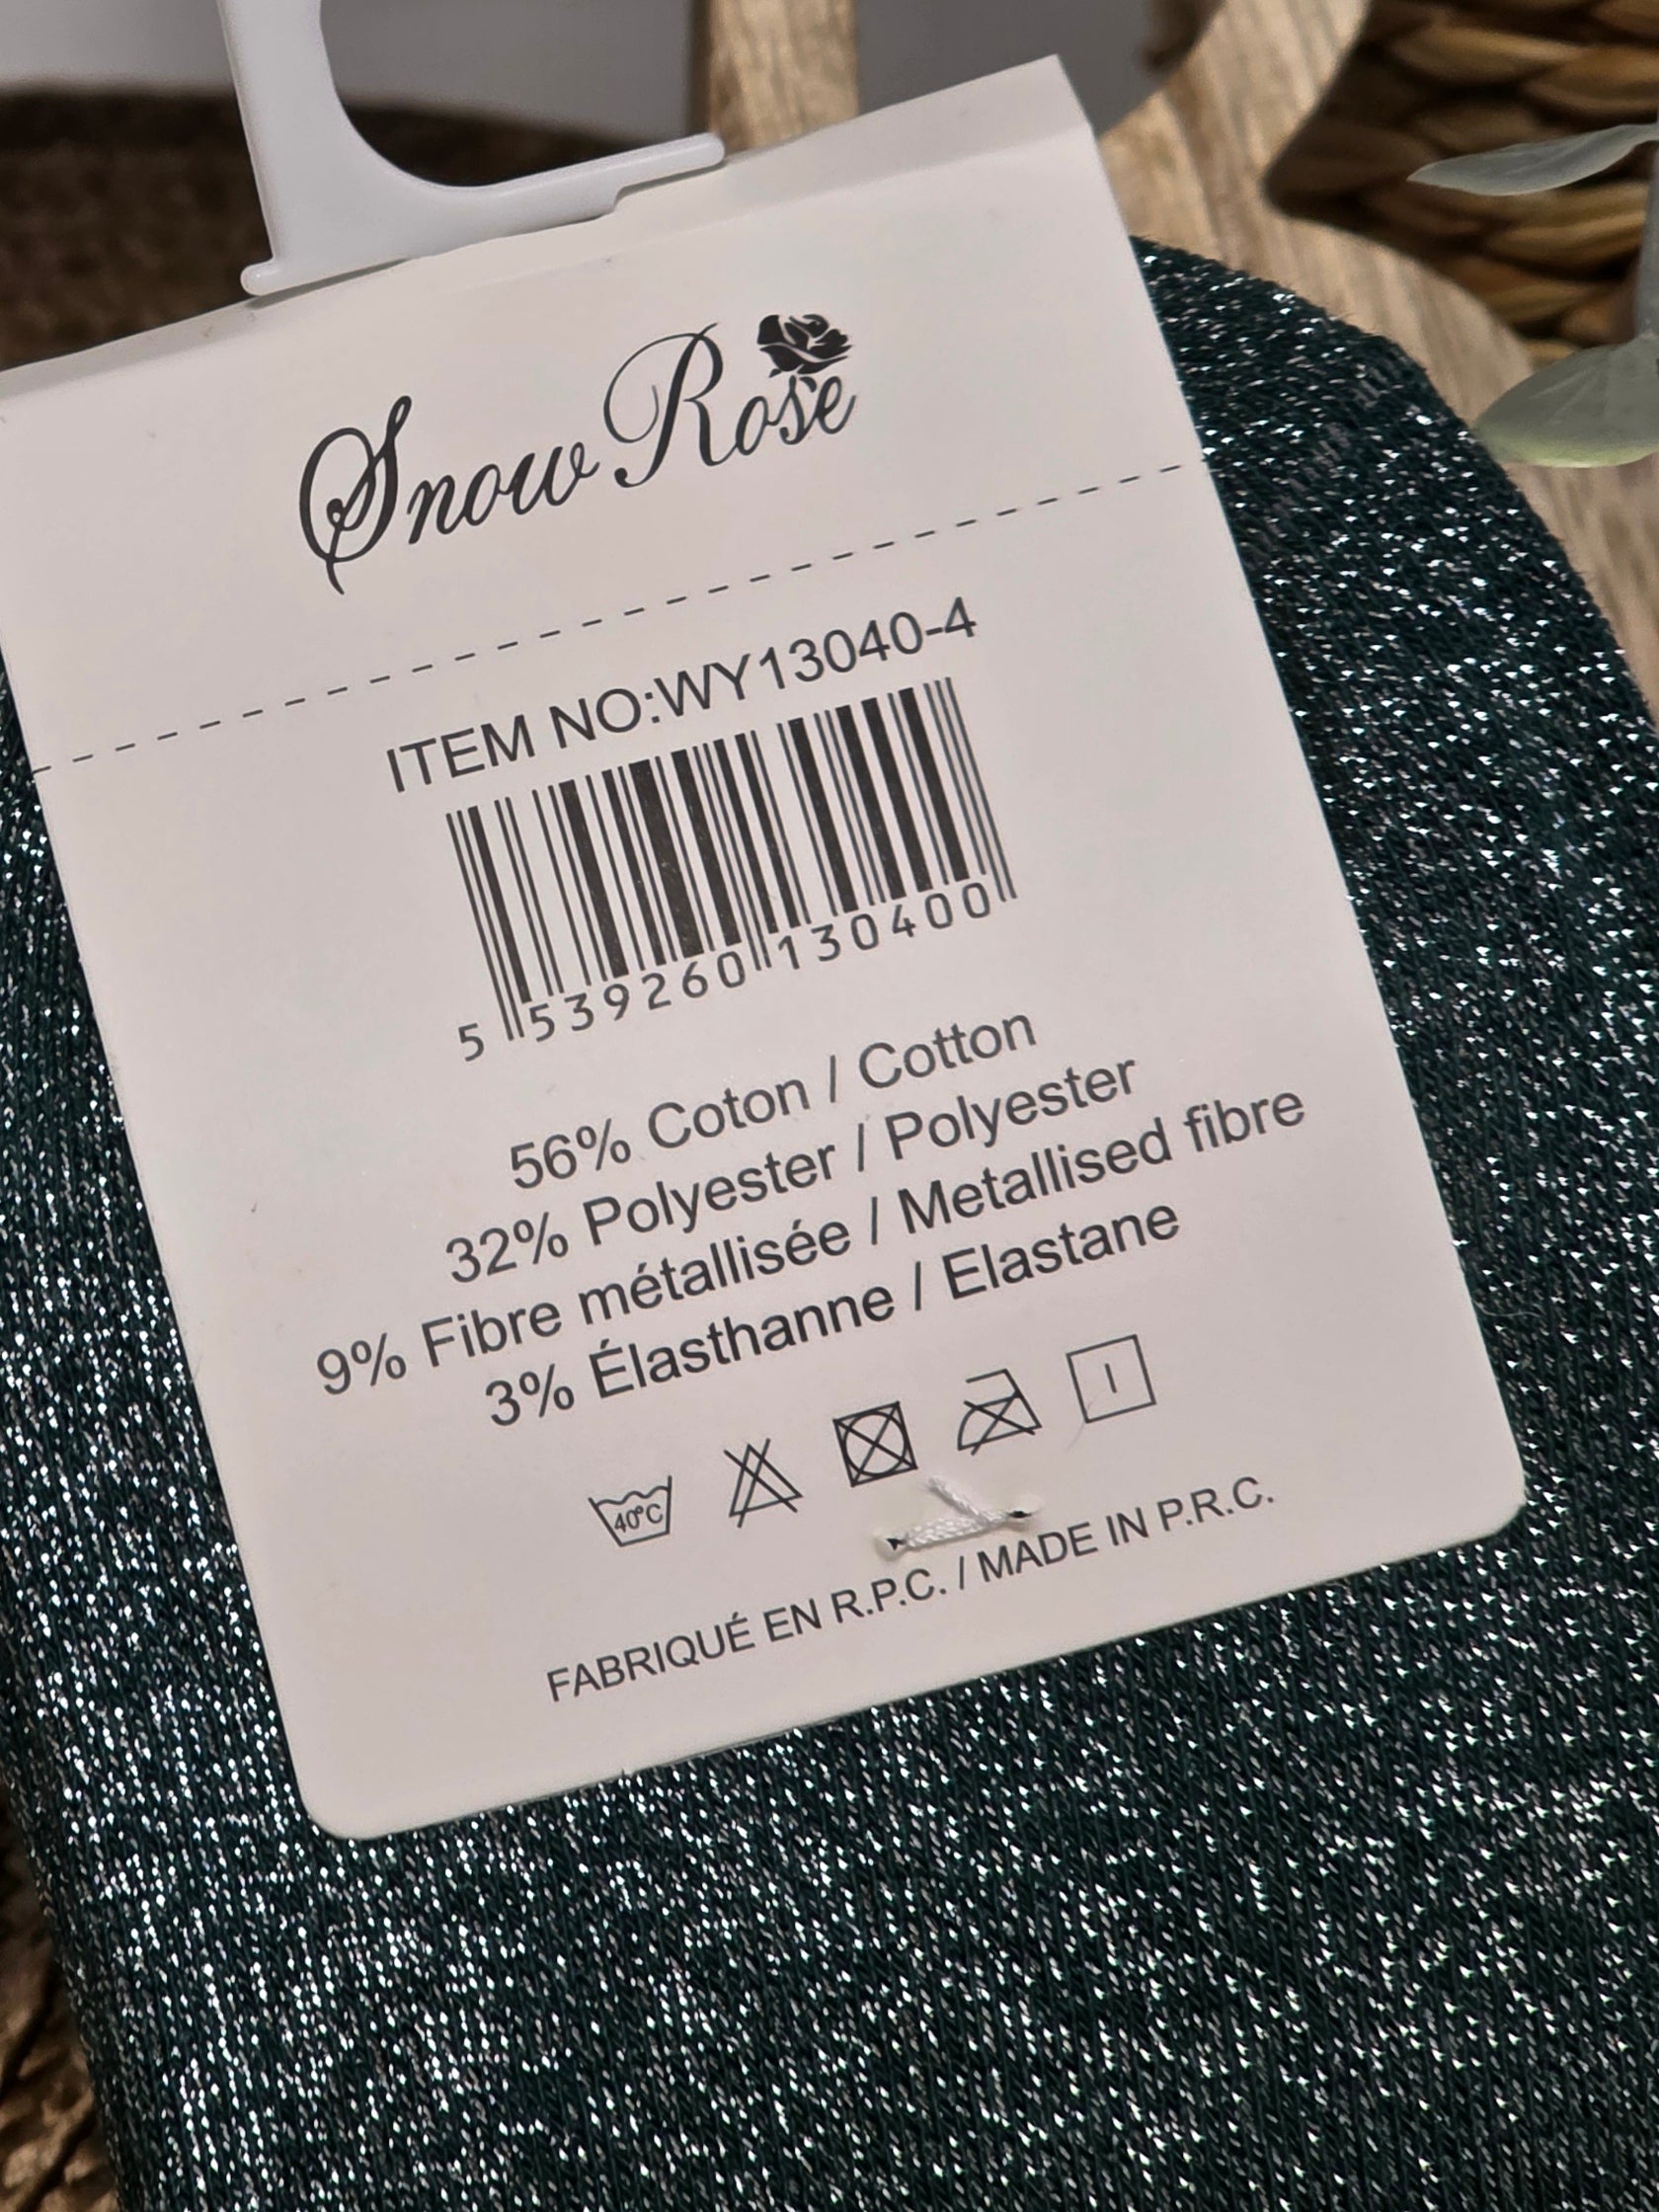 Snow Rose
ITEM NO:WY13040-4
5 539260 130400
56% Coton / Cotton
32% Polyester / Polyester
9% Fibre métallisée / Metallised fibre
3% Élasthanne / Elastane
40°C
FABRIQUÉ EN R.P.C. / MADE IN P.R.C.